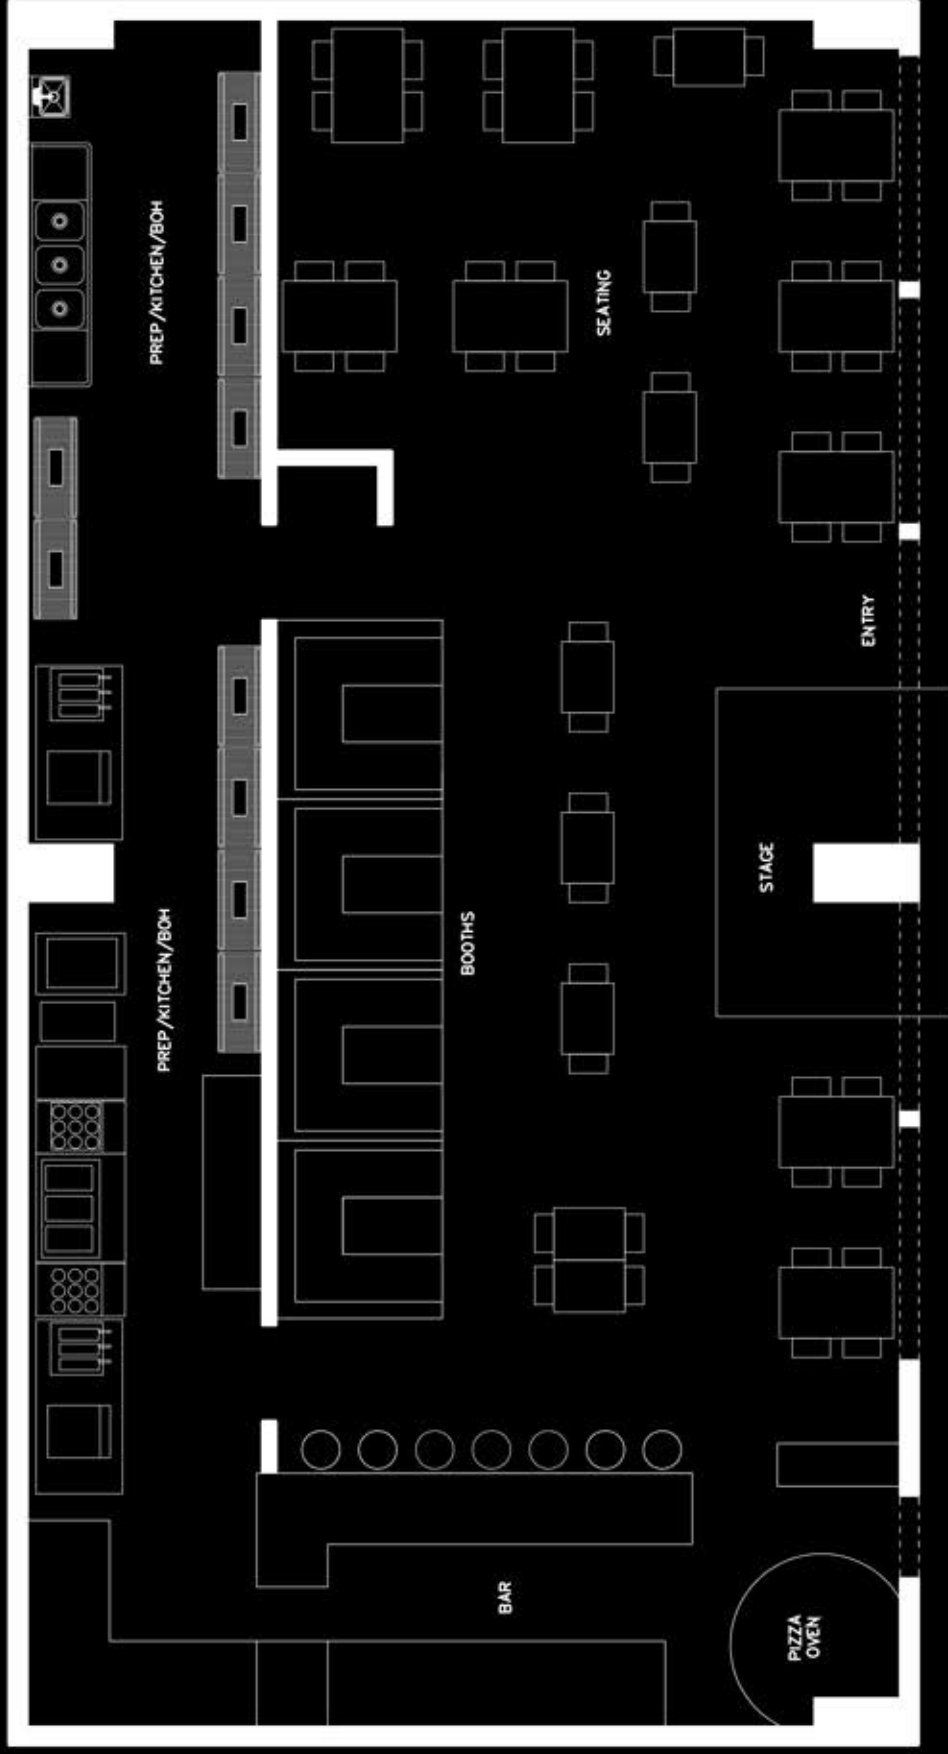 PREP/KITCHEN/BOH
SEATING
ENTRY
STAGE
PREP/KITCHEN/BOH
BOOTHS
BAR
PIZZA
OVEN